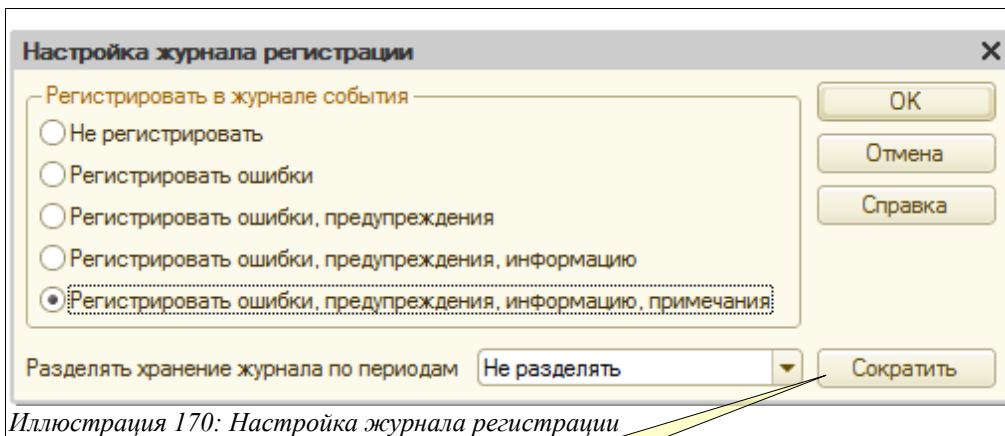 Настройка журнала регистрации
Регистрировать в журнале события
Не регистрировать
Регистрировать ошибки
Регистрировать ошибки, предупреждения
Регистрировать ошибки, предупреждения, информацию
Регистрировать ошибки, предупреждения, информацию, примечания
OK
Отмена
Справка
Разделять хранение журнала по периодам Не разделять Сократить
Иллюстрация 170: Настройка журнала регистрации